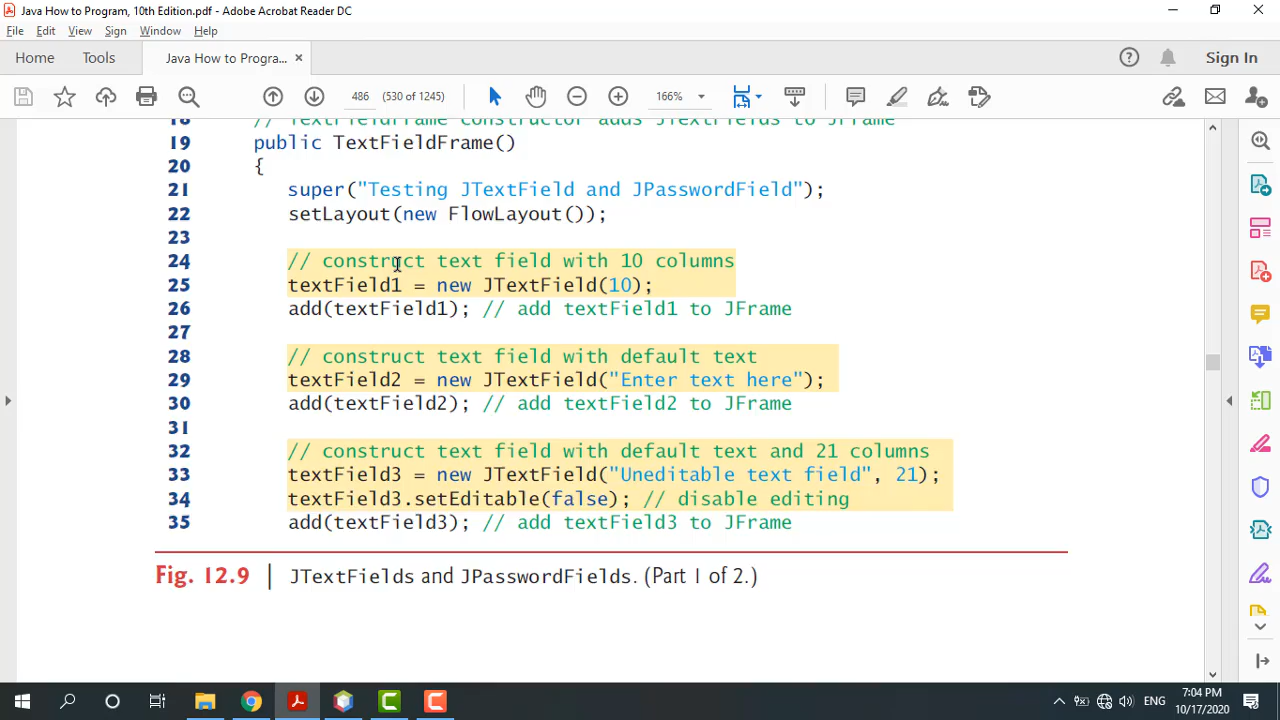 Java How to Program, 10th Edition.pdf - Adobe Acrobat Reader DC
File Edit View Sign Window Help
Home Tools Java How to Progra... × Sign In
486 (530 of 1245) 166%
18 // TextFieldFrame constructor adds JTextFields to JFrame
19 public TextFieldFrame()
20 {
21 super("Testing JTextField and JPasswordField");
22 setLayout(new FlowLayout());
23
24 // construct text field with 10 columns
25 textField1 = new JTextField(10);
26 add(textField1); // add textField1 to JFrame
27
28 // construct text field with default text
29 textField2 = new JTextField("Enter text here");
30 add(textField2); // add textField2 to JFrame
31
32 // construct text field with default text and 21 columns
33 textField3 = new JTextField("Uneditable text field", 21);
34 textField3.setEditable(false); // disable editing
35 add(textField3); // add textField3 to JFrame
Fig. 12.9 | JTextFields and JPasswordFields. (Part 1 of 2.)
ENG
7:04 PM
10/17/2020